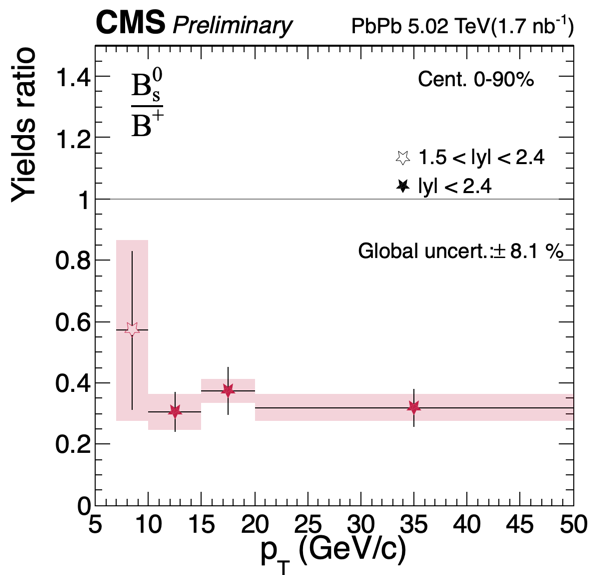 CMS Preliminary PbPb 5.02 TeV(1.7 nb⁻¹)
Yields ratio
1.4
1.2
1
0.8
0.6
0.4
0.2
0
B⁰ₛ
B⁺
Cent. 0-90%
1.5 < |y| < 2.4
|y| < 2.4
Global uncert.:± 8.1 %
5 10 15 20 25 30 35 40 45 50
p_T (GeV/c)